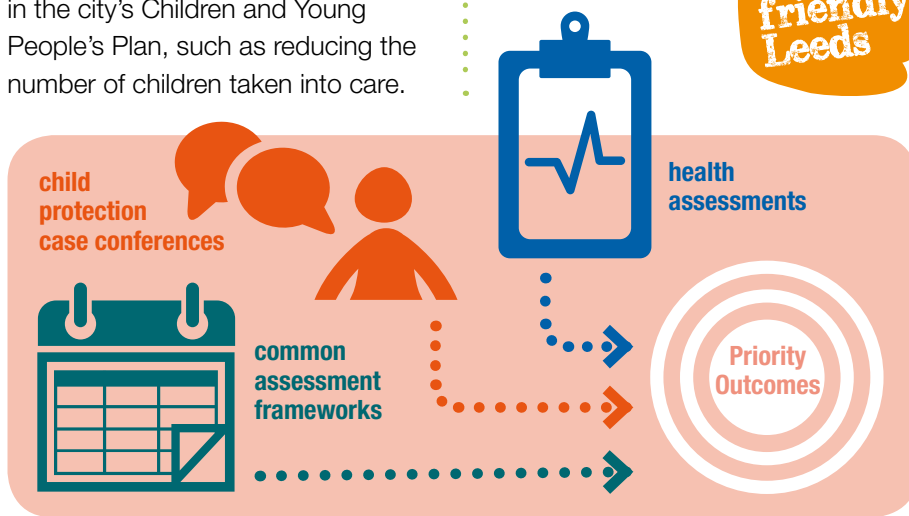 in the city's Children and Young
People's Plan, such as reducing the
number of children taken into care.
friendly
Leeds
child
protection
case conferences
health
assessments
common
assessment
frameworks
Priority
Outcomes